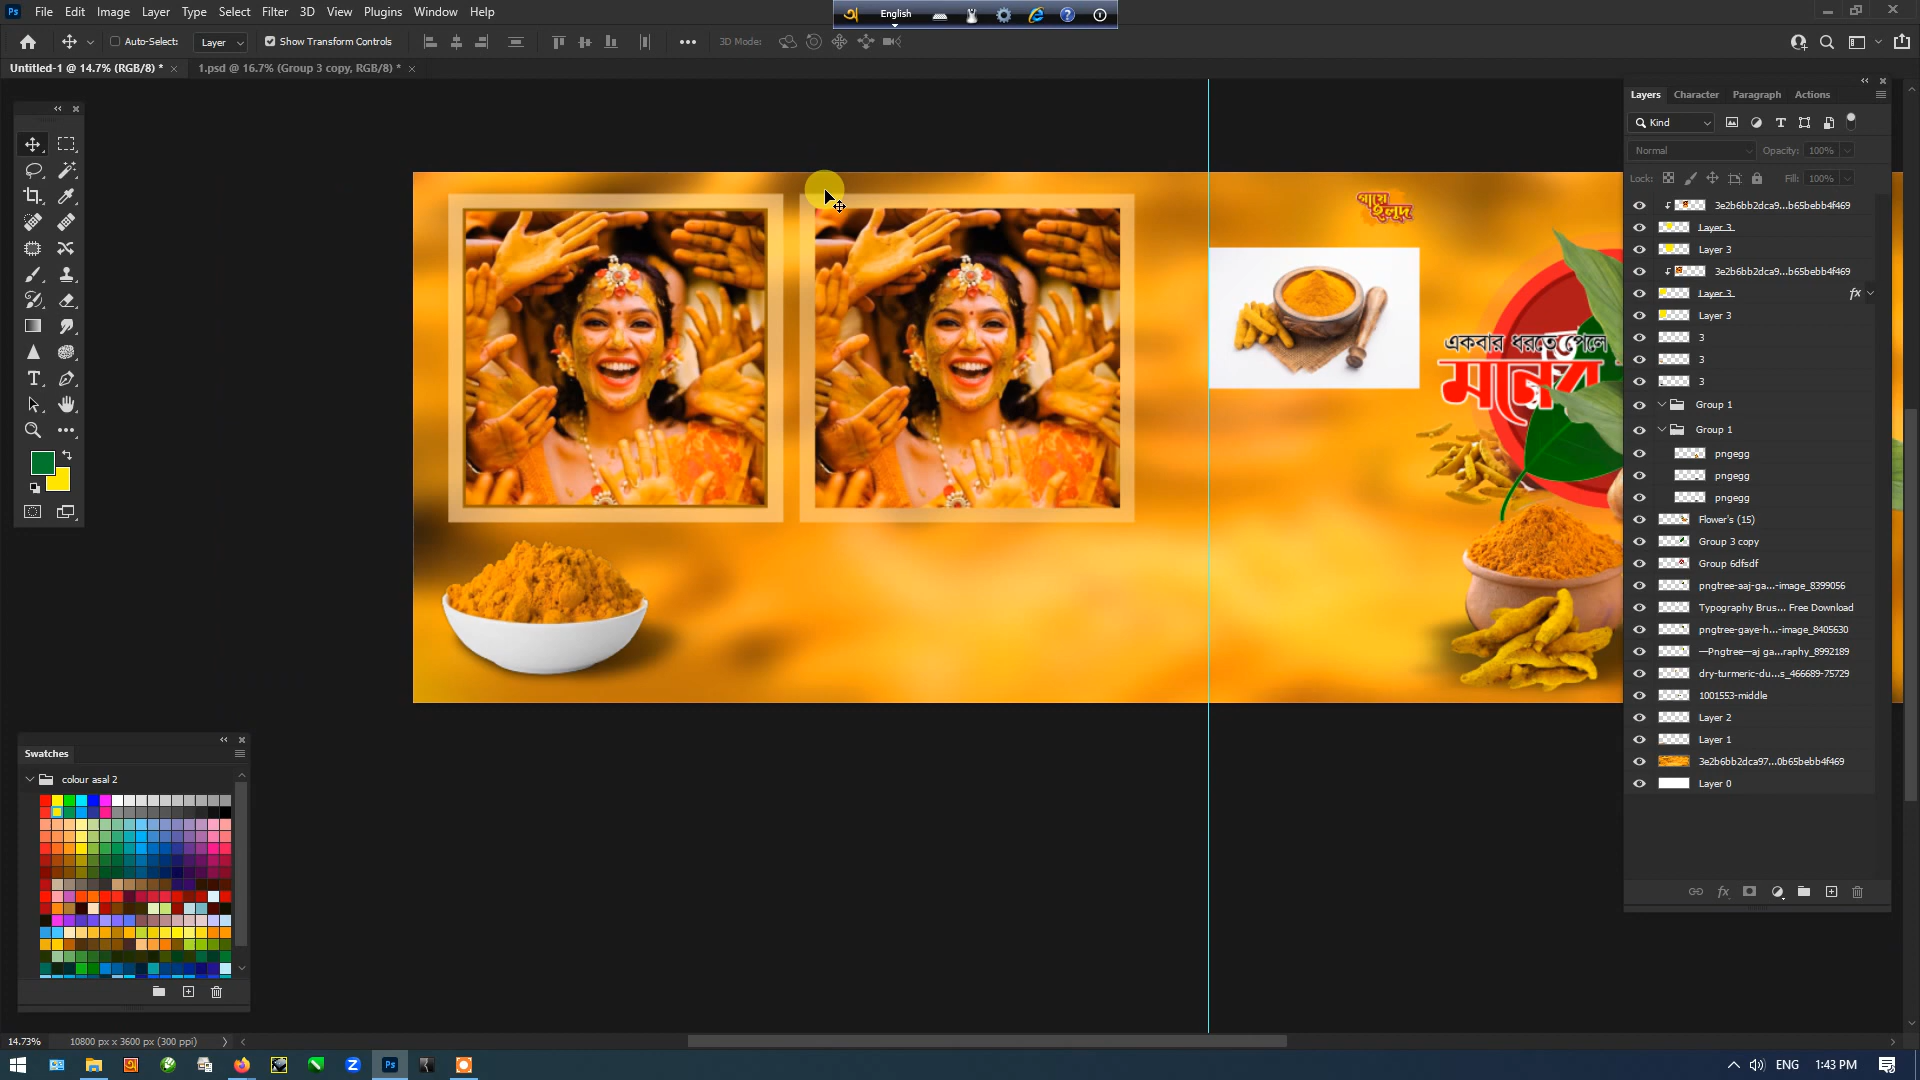 Ps File Edit Image Layer Type Select Filter 3D View Plugins Window Help
English
Auto-Select: Layer Show Transform Controls 3D Mode:
Untitled-1 @ 14.7% (RGB/8) * × 1.psd @ 16.7% (Group 3 copy, RGB/8) * ×
Layers Character Paragraph Actions
Kind
Normal Opacity: 100%
Lock: Fill: 100%
3e2b6bb2dca9...b65bebb4f469
Layer 3
Layer 3
3e2b6bb2dca9...b65bebb4f469
Layer 3 fx
Layer 3
3
3
3
Group 1
Group 1
pngegg
pngegg
pngegg
Flower's (15)
Group 3 copy
Group 6dfsdf
pngtree-aaj-ga...-image_8399056
Typography Brus... Free Download
pngtree-gaye-h...-image_8405630
—Pngtree—aj ga...raphy_8992189
dry-turmeric-du...s_466689-75729
1001553-middle
Layer 2
Layer 1
3e2b6bb2dca97...0b65bebb4f469
Layer 0
গায়ে
হলুদ
একবার ধরতে পেলে
মনের
Swatches
colour asal 2
14.73% 10800 px x 3600 px (300 ppi)
ENG 1:43 PM